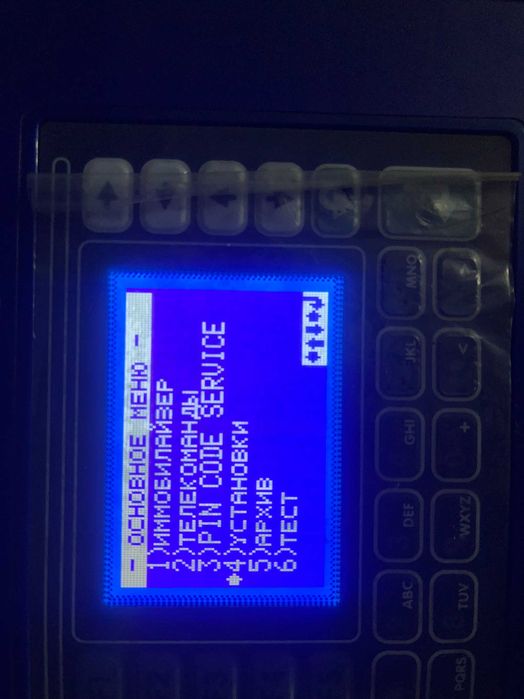 - ОСНОВНОЕ МЕНЮ -
1)ИММОБИЛАЙЗЕР
2)ТЕЛЕКОМАНДЫ
3)PIN CODE SERVICE
4)УСТАНОВКИ
5)АРХИВ
6)ТЕСТ
ABC DEF GHI JKL MNO
PQRS TUV WXYZ + <